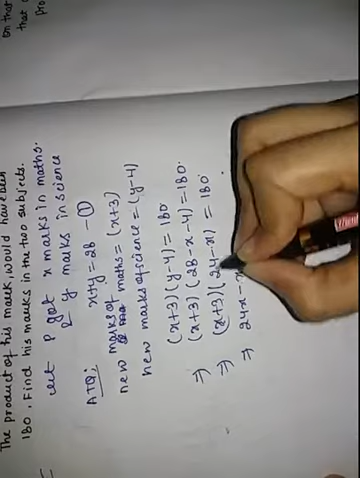 The product of his mark would have been
180. Find his marks in the two subjects.
Let P got x marks in maths.
& y marks in science
ATQ: x+y=28 — ①
new marks of maths = (x+3)
new marks of science = (y-4)
(x+3)(y-4)=180
⇒ (x+3)(28-x-4)=180.
⇒ (x+3)(24-x) = 180
⇒ 24x-